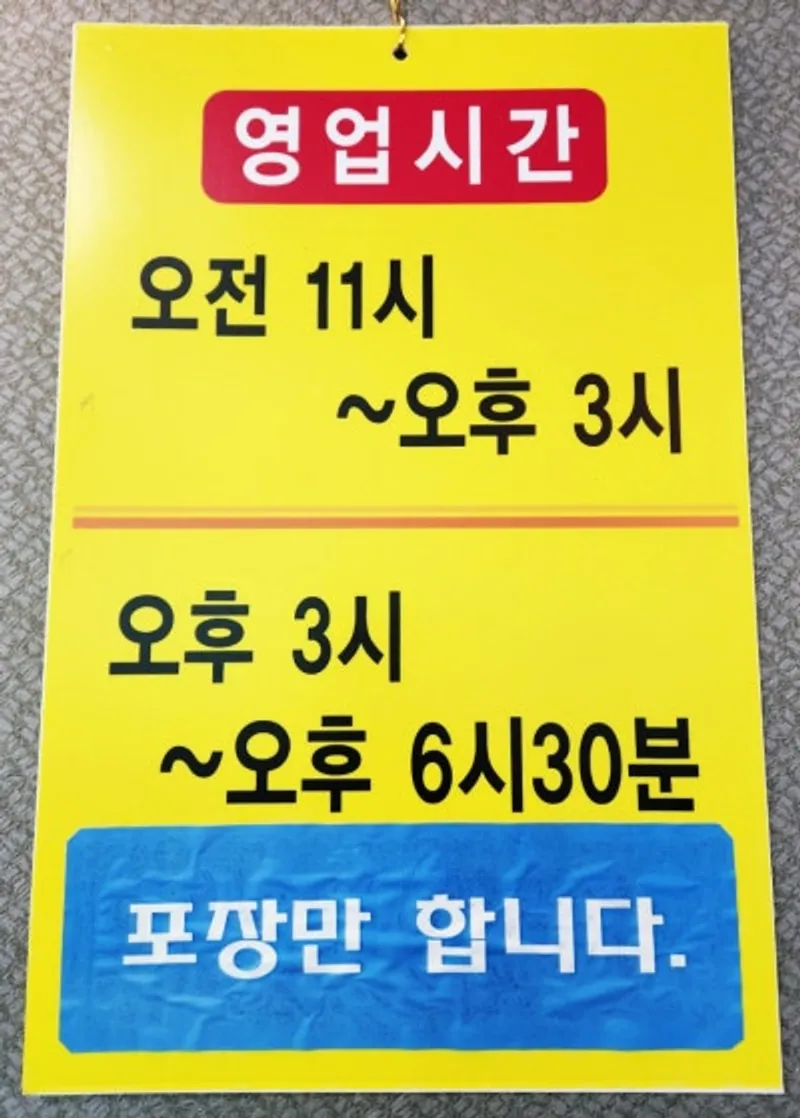 영업시간
오전 11시
~오후 3시
오후 3시
~오후 6시30분
포장만 합니다.